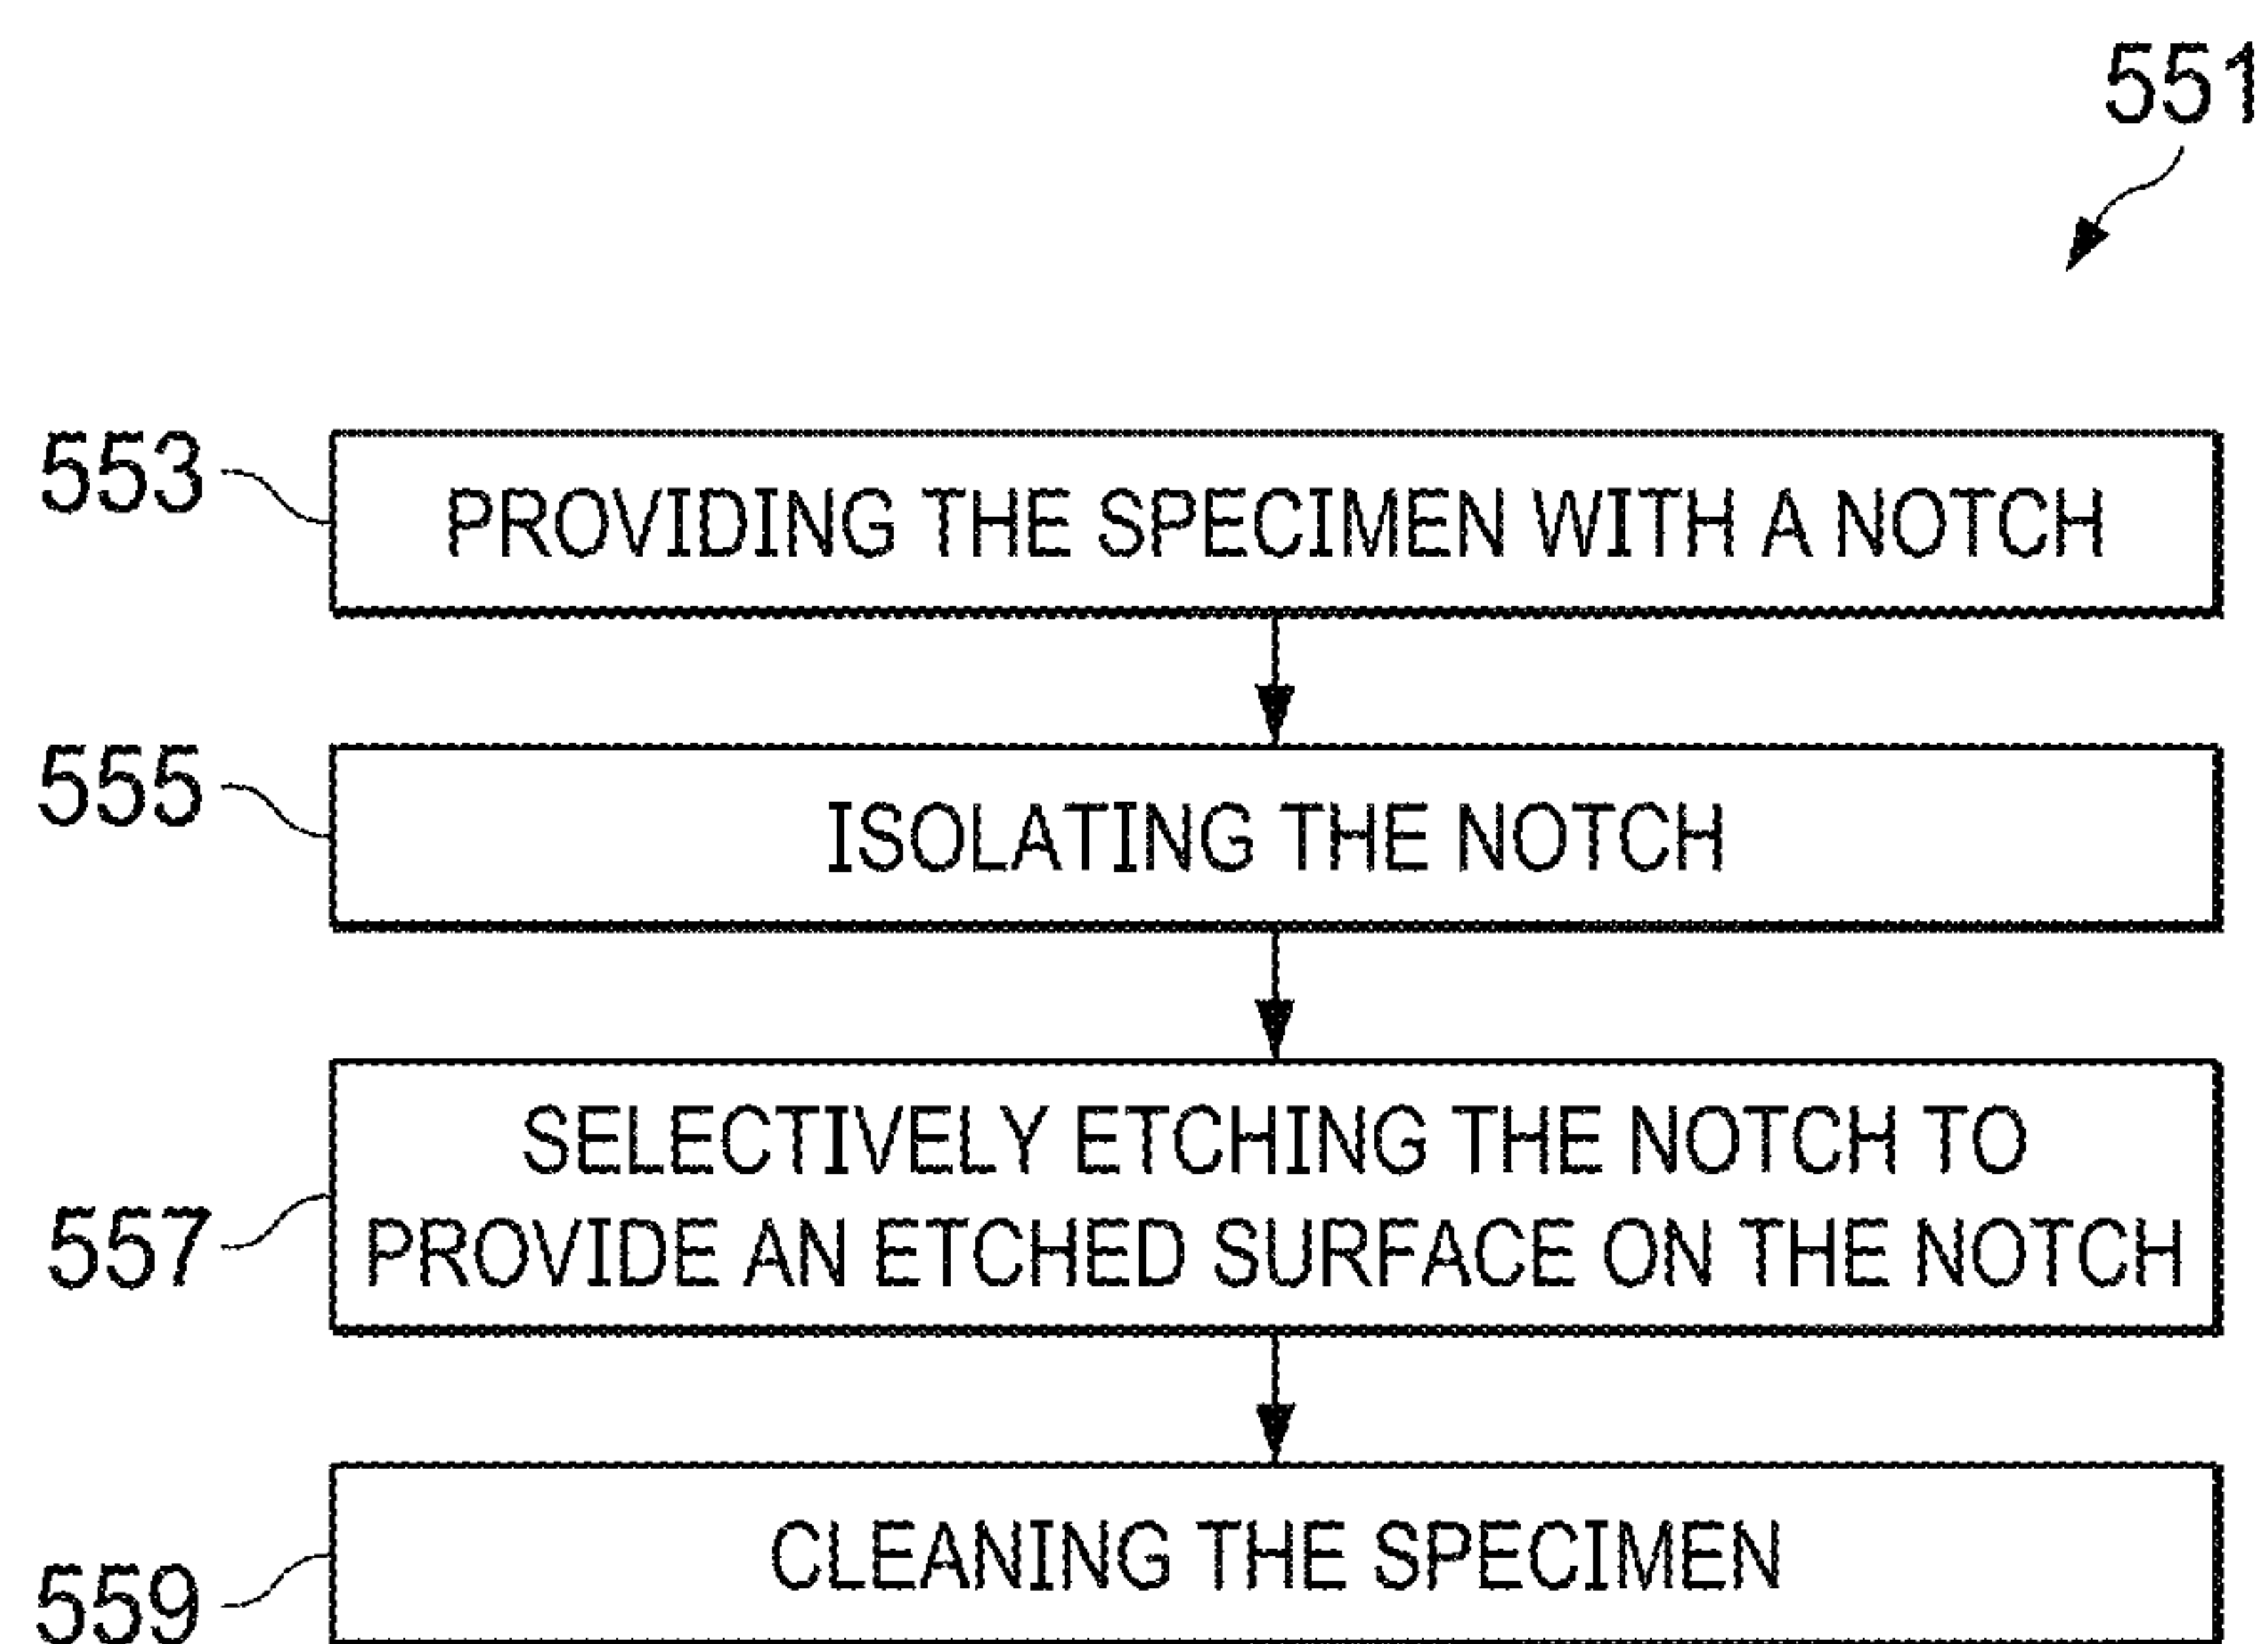 551
553
PROVIDING THE SPECIMEN WITH A NOTCH
555
ISOLATING THE NOTCH
557
SELECTIVELY ETCHING THE NOTCH TO
PROVIDE AN ETCHED SURFACE ON THE NOTCH
559
CLEANING THE SPECIMEN